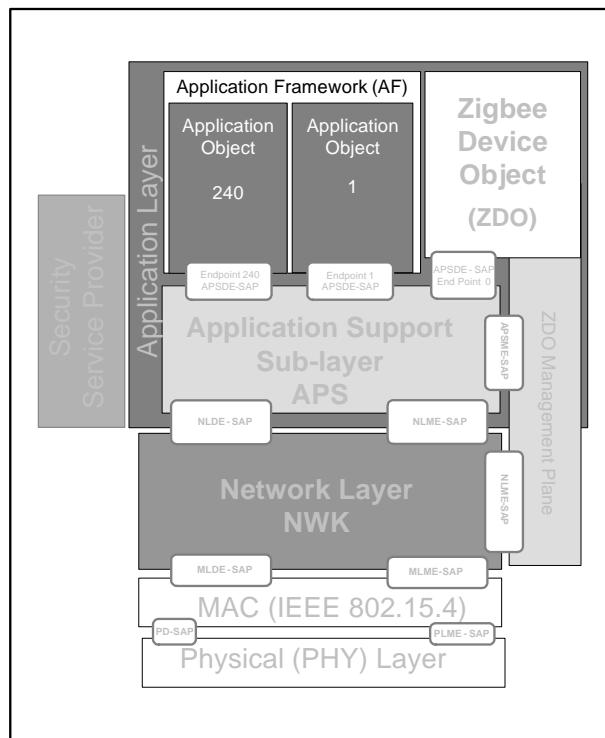 Application Framework (AF)
Application
Object
240
Application
Object
1
Zigbee
Device
Object
(ZDO)
Application Layer
Security
Service Provider
Endpoint 240
APSDE-SAP
Endpoint 1
APSDE-SAP
APSDE - SAP
End Point 0
Application Support
Sub-layer
APS
APSME-SAP
ZDO Management Plane
NLDE - SAP
NLME-SAP
Network Layer
NWK
NLME-SAP
MLDE - SAP
MLME-SAP
MAC (IEEE 802.15.4)
PD-SAP
PLME - SAP
Physical (PHY) Layer